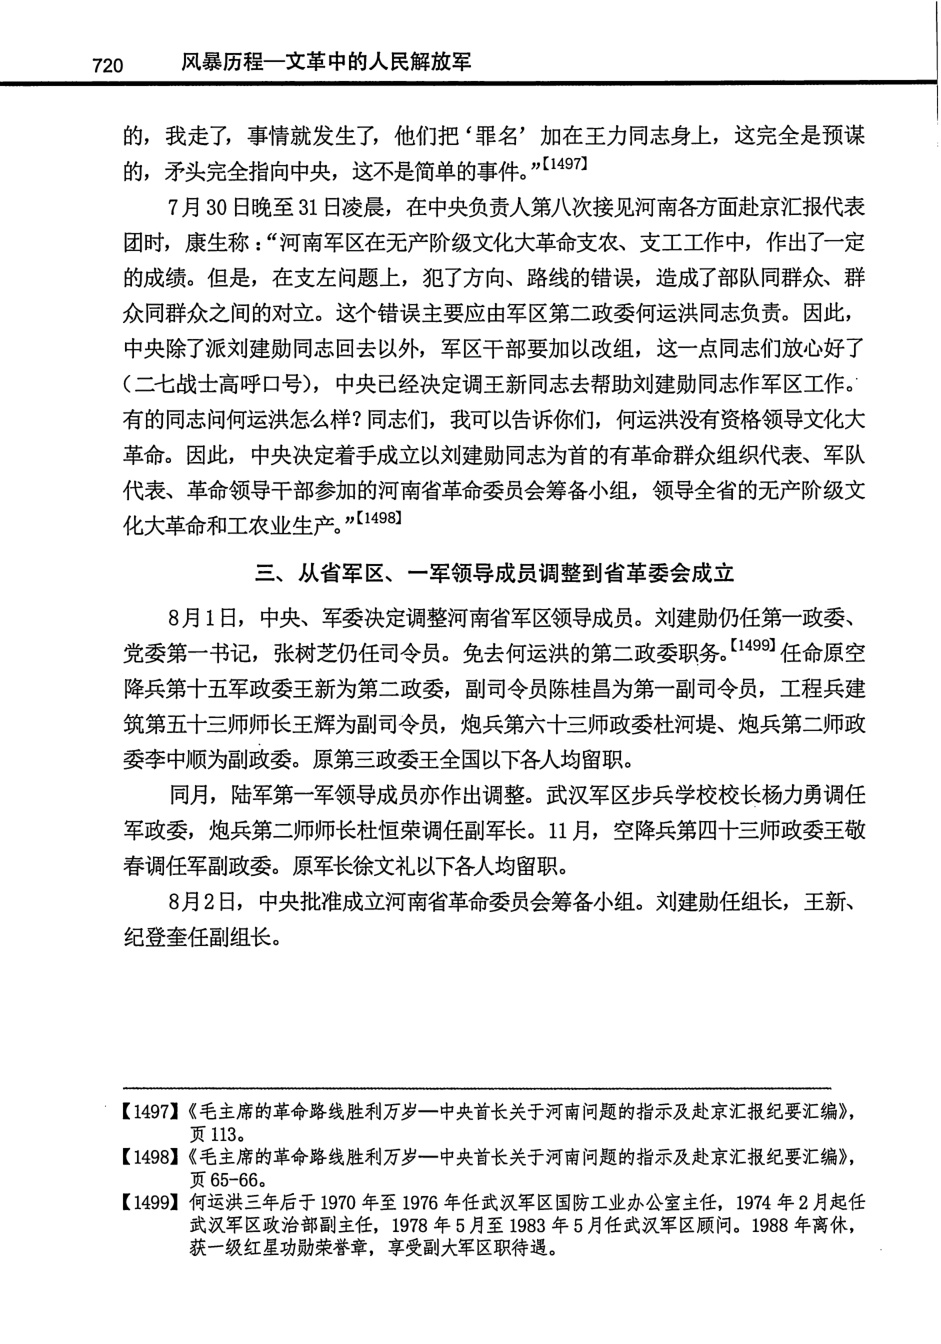 720 风暴历程—文革中的人民解放军
的，我走了，事情就发生了，他们把‘罪名’加在王力同志身上，这完全是预谋
的，矛头完全指向中央，这不是简单的事件。”【1497】
7月30日晚至31日凌晨，在中央负责人第八次接见河南各方面赴京汇报代表
团时，康生称：“河南军区在无产阶级文化大革命支农、支工工作中，作出了一定
的成绩。但是，在支左问题上，犯了方向、路线的错误，造成了部队同群众、群
众同群众之间的对立。这个错误主要应由军区第二政委何运洪同志负责。因此，
中央除了派刘建勋同志回去以外，军区干部要加以改组，这一点同志们放心好了
（二七战士高呼口号），中央已经决定调王新同志去帮助刘建勋同志作军区工作。
有的同志问何运洪怎么样？同志们，我可以告诉你们，何运洪没有资格领导文化大
革命。因此，中央决定着手成立以刘建勋同志为首的有革命群众组织代表、军队
代表、革命领导干部参加的河南省革命委员会筹备小组，领导全省的无产阶级文
化大革命和工农业生产。”【1498】
三、从省军区、一军领导成员调整到省革委会成立
8月1日，中央、军委决定调整河南省军区领导成员。刘建勋仍任第一政委、
党委第一书记，张树芝仍任司令员。免去何运洪的第二政委职务。【1499】任命原空
降兵第十五军政委王新为第二政委，副司令员陈桂昌为第一副司令员，工程兵建
筑第五十三师师长王辉为副司令员，炮兵第六十三师政委杜河堤、炮兵第二师政
委李中顺为副政委。原第三政委王全国以下各人均留职。
同月，陆军第一军领导成员亦作出调整。武汉军区步兵学校校长杨力勇调任
军政委，炮兵第二师师长杜恒荣调任副军长。11月，空降兵第四十三师政委王敬
春调任军副政委。原军长徐文礼以下各人均留职。
8月2日，中央批准成立河南省革命委员会筹备小组。刘建勋任组长，王新、
纪登奎任副组长。
【1497】《毛主席的革命路线胜利万岁—中央首长关于河南问题的指示及赴京汇报纪要汇编》，
页113。
【1498】《毛主席的革命路线胜利万岁—中央首长关于河南问题的指示及赴京汇报纪要汇编》，
页65-66。
【1499】何运洪三年后于1970年至1976年任武汉军区国防工业办公室主任，1974年2月起任
武汉军区政治部副主任，1978年5月至1983年5月任武汉军区顾问。1988年离休，
获一级红星功勋荣誉章，享受副大军区职待遇。